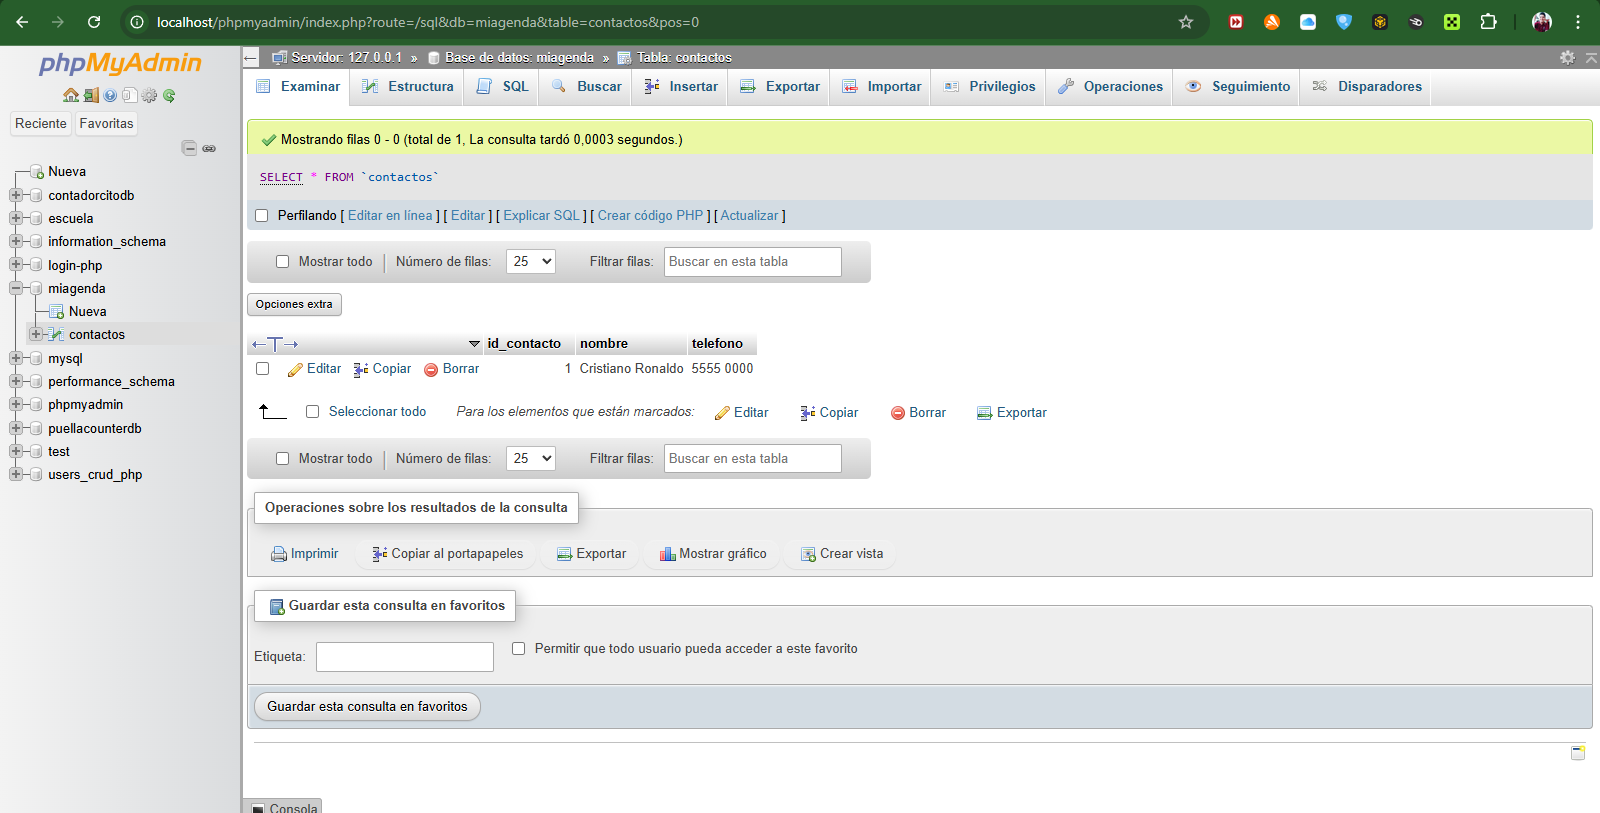 localhost/phpmyadmin/index.php?route=/sql&db=miagenda&table=contactos&pos=0
phpMyAdmin
Reciente Favoritas
Nueva
contadorcitodb
escuela
information_schema
login-php
miagenda
Nueva
contactos
mysql
performance_schema
phpmyadmin
puellacounterdb
test
users_crud_php
Servidor: 127.0.0.1 » Base de datos: miagenda » Tabla: contactos
Examinar Estructura SQL Buscar Insertar Exportar Importar Privilegios Operaciones Seguimiento Disparadores
Mostrando filas 0 - 0 (total de 1, La consulta tardó 0,0003 segundos.)
SELECT * FROM `contactos`
Perfilando [ Editar en línea ] [ Editar ] [ Explicar SQL ] [ Crear código PHP ] [ Actualizar ]
Mostrar todo | Número de filas: 25 Filtrar filas: Buscar en esta tabla
Opciones extra
←T→ id_contacto nombre telefono
Editar Copiar Borrar 1 Cristiano Ronaldo 5555 0000
Seleccionar todo Para los elementos que están marcados: Editar Copiar Borrar Exportar
Mostrar todo | Número de filas: 25 Filtrar filas: Buscar en esta tabla
Operaciones sobre los resultados de la consulta
Imprimir Copiar al portapapeles Exportar Mostrar gráfico Crear vista
Guardar esta consulta en favoritos
Etiqueta: Permitir que todo usuario pueda acceder a este favorito
Guardar esta consulta en favoritos
Consola